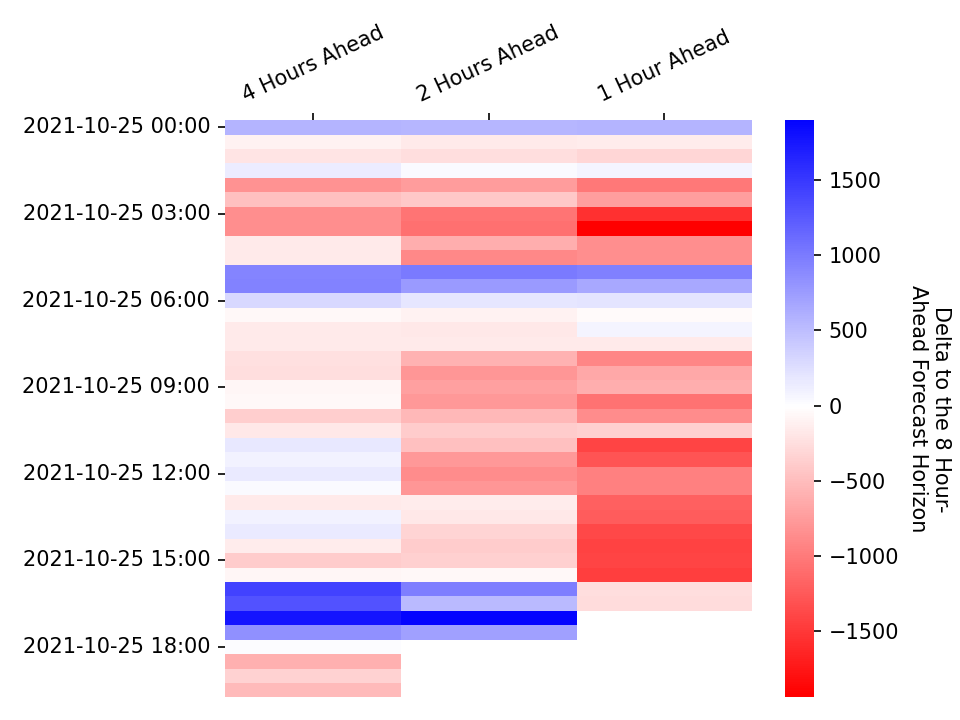 4 Hours Ahead
2 Hours Ahead
1 Hour Ahead
2021-10-25 00:00
2021-10-25 03:00
2021-10-25 06:00
2021-10-25 09:00
2021-10-25 12:00
2021-10-25 15:00
2021-10-25 18:00
1500
1000
500
0
−500
−1000
−1500
Delta to the 8 Hour-
Ahead Forecast Horizon